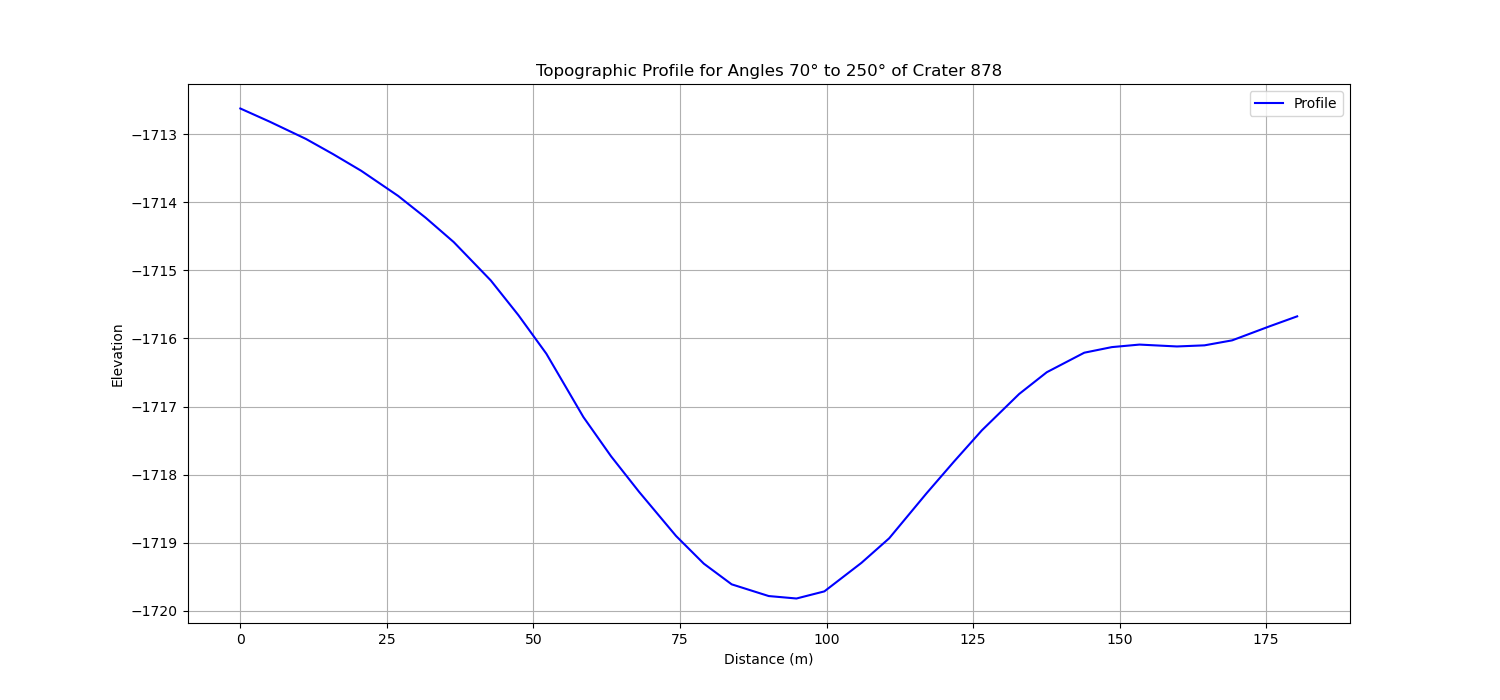 Topographic Profile for Angles 70° to 250° of Crater 878
Profile
Elevation
−1713
−1714
−1715
−1716
−1717
−1718
−1719
−1720
0 25 50 75 100 125 150 175
Distance (m)